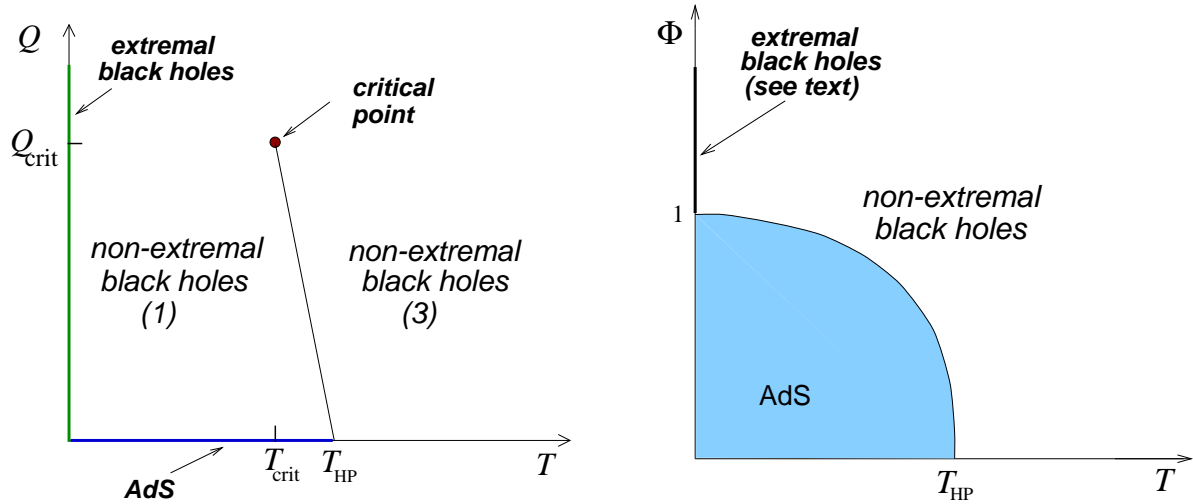 Q
extremal
black holes
critical
point
Q_crit
non-extremal
black holes
(1)
non-extremal
black holes
(3)
T_crit
T_HP
T
AdS
Φ
extremal
black holes
(see text)
non-extremal
black holes
1
AdS
T_HP
T